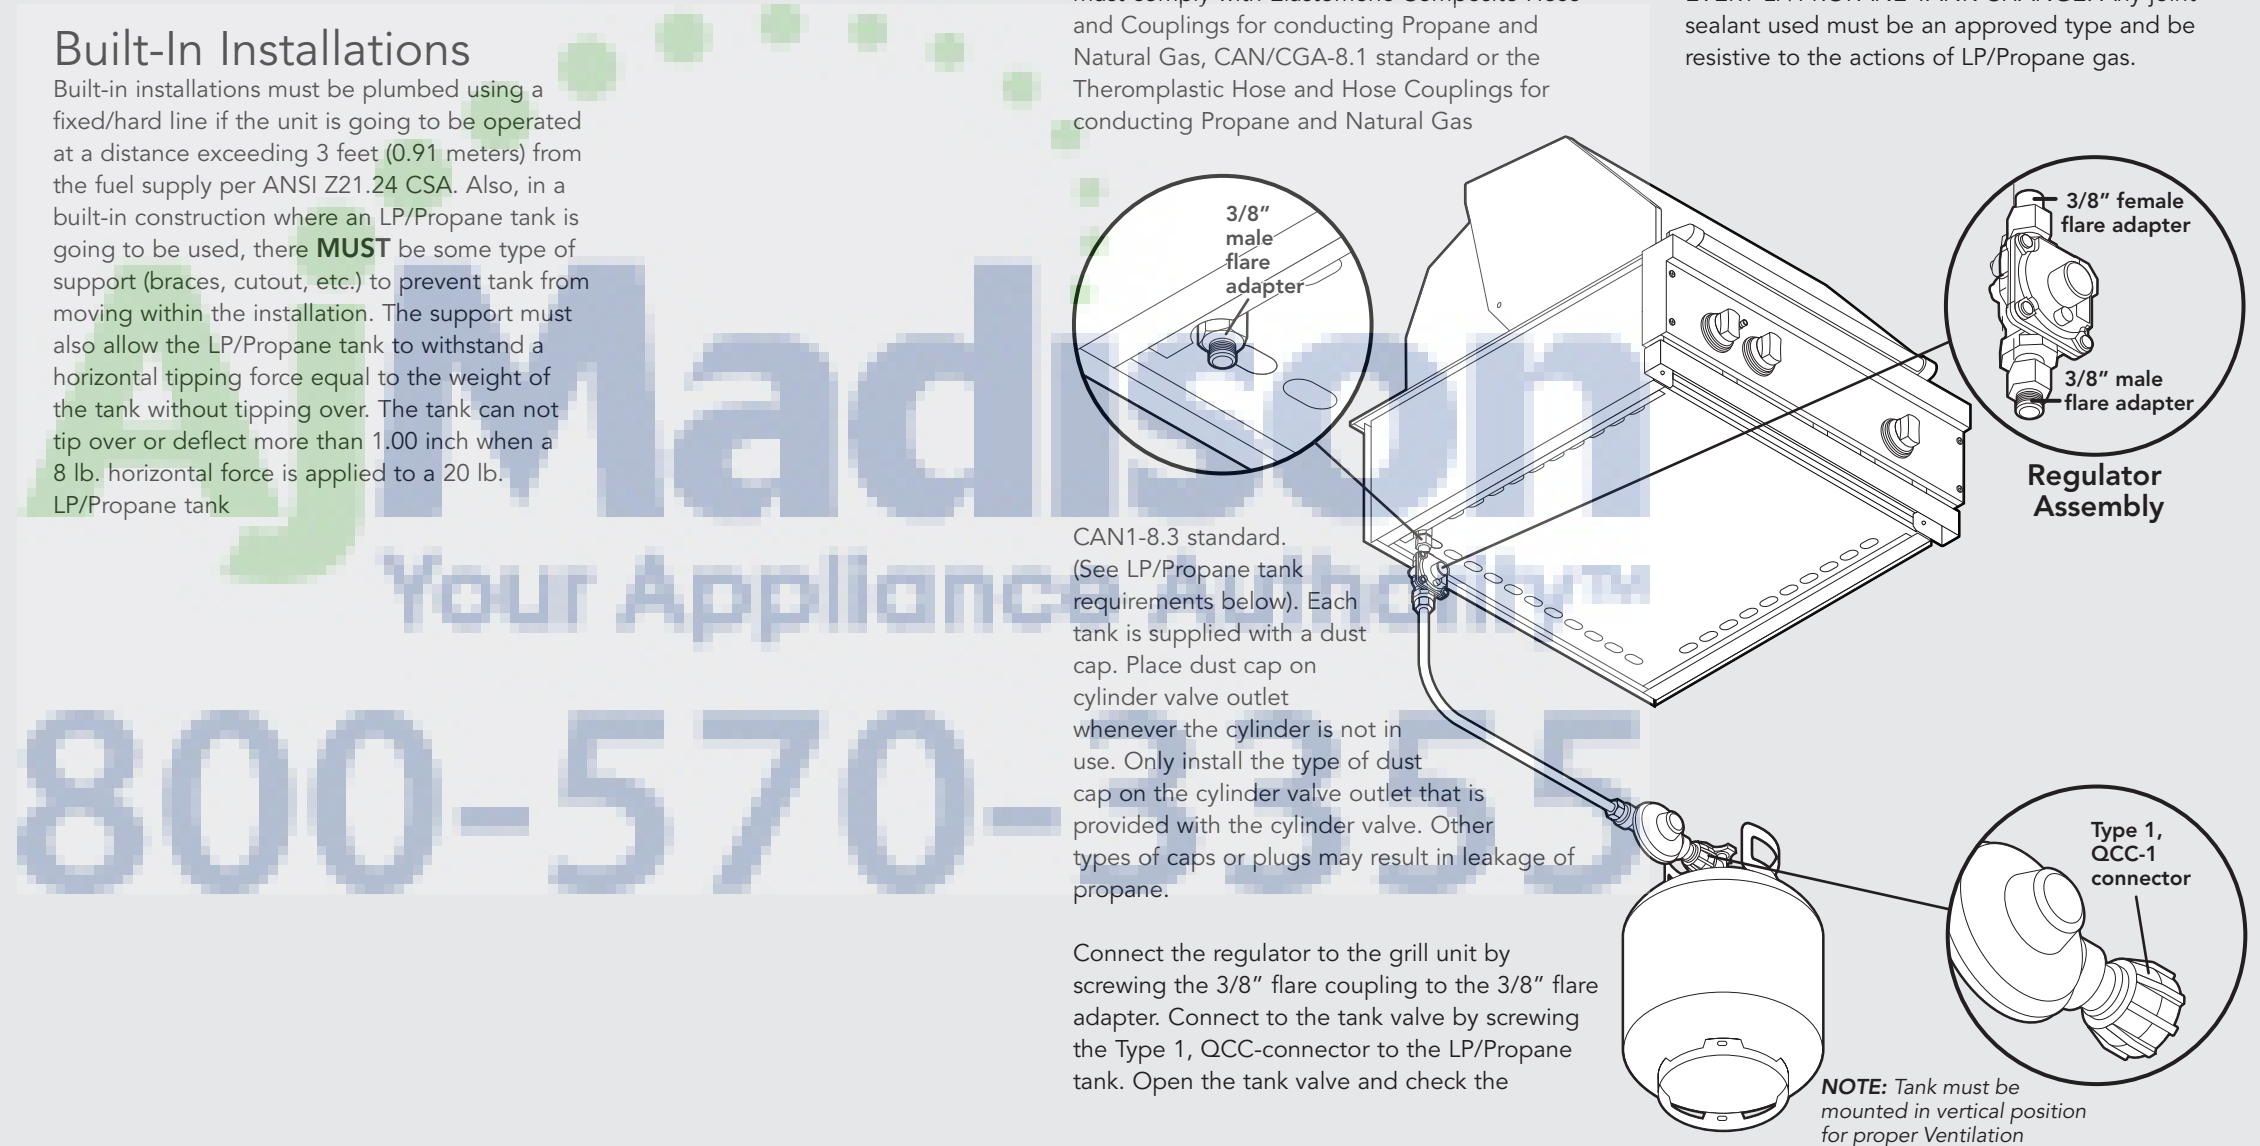 Built-In Installations
Built-in installations must be plumbed using a
fixed/hard line if the unit is going to be operated
at a distance exceeding 3 feet (0.91 meters) from
the fuel supply per ANSI Z21.24 CSA. Also, in a
built-in construction where an LP/Propane tank is
going to be used, there MUST be some type of
support (braces, cutout, etc.) to prevent tank from
moving within the installation. The support must
also allow the LP/Propane tank to withstand a
horizontal tipping force equal to the weight of
the tank without tipping over. The tank can not
tip over or deflect more than 1.00 inch when a
8 lb. horizontal force is applied to a 20 lb.
LP/Propane tank
and Couplings for conducting Propane and
Natural Gas, CAN/CGA-8.1 standard or the
Theromplastic Hose and Hose Couplings for
conducting Propane and Natural Gas
CAN1-8.3 standard.
(See LP/Propane tank
requirements below). Each
tank is supplied with a dust
cap. Place dust cap on
cylinder valve outlet
whenever the cylinder is not in
use. Only install the type of dust
cap on the cylinder valve outlet that is
provided with the cylinder valve. Other
types of caps or plugs may result in leakage of
propane.
Connect the regulator to the grill unit by
screwing the 3/8” flare coupling to the 3/8” flare
adapter. Connect to the tank valve by screwing
the Type 1, QCC-connector to the LP/Propane
tank. Open the tank valve and check the
sealant used must be an approved type and be
resistive to the actions of LP/Propane gas.
3/8”
male
flare
adapter
3/8” female
flare adapter
3/8” male
flare adapter
Regulator
Assembly
Type 1,
QCC-1
connector
NOTE: Tank must be
mounted in vertical position
for proper Ventilation
AjMadison
Your Appliance Authority™
800-570-3355